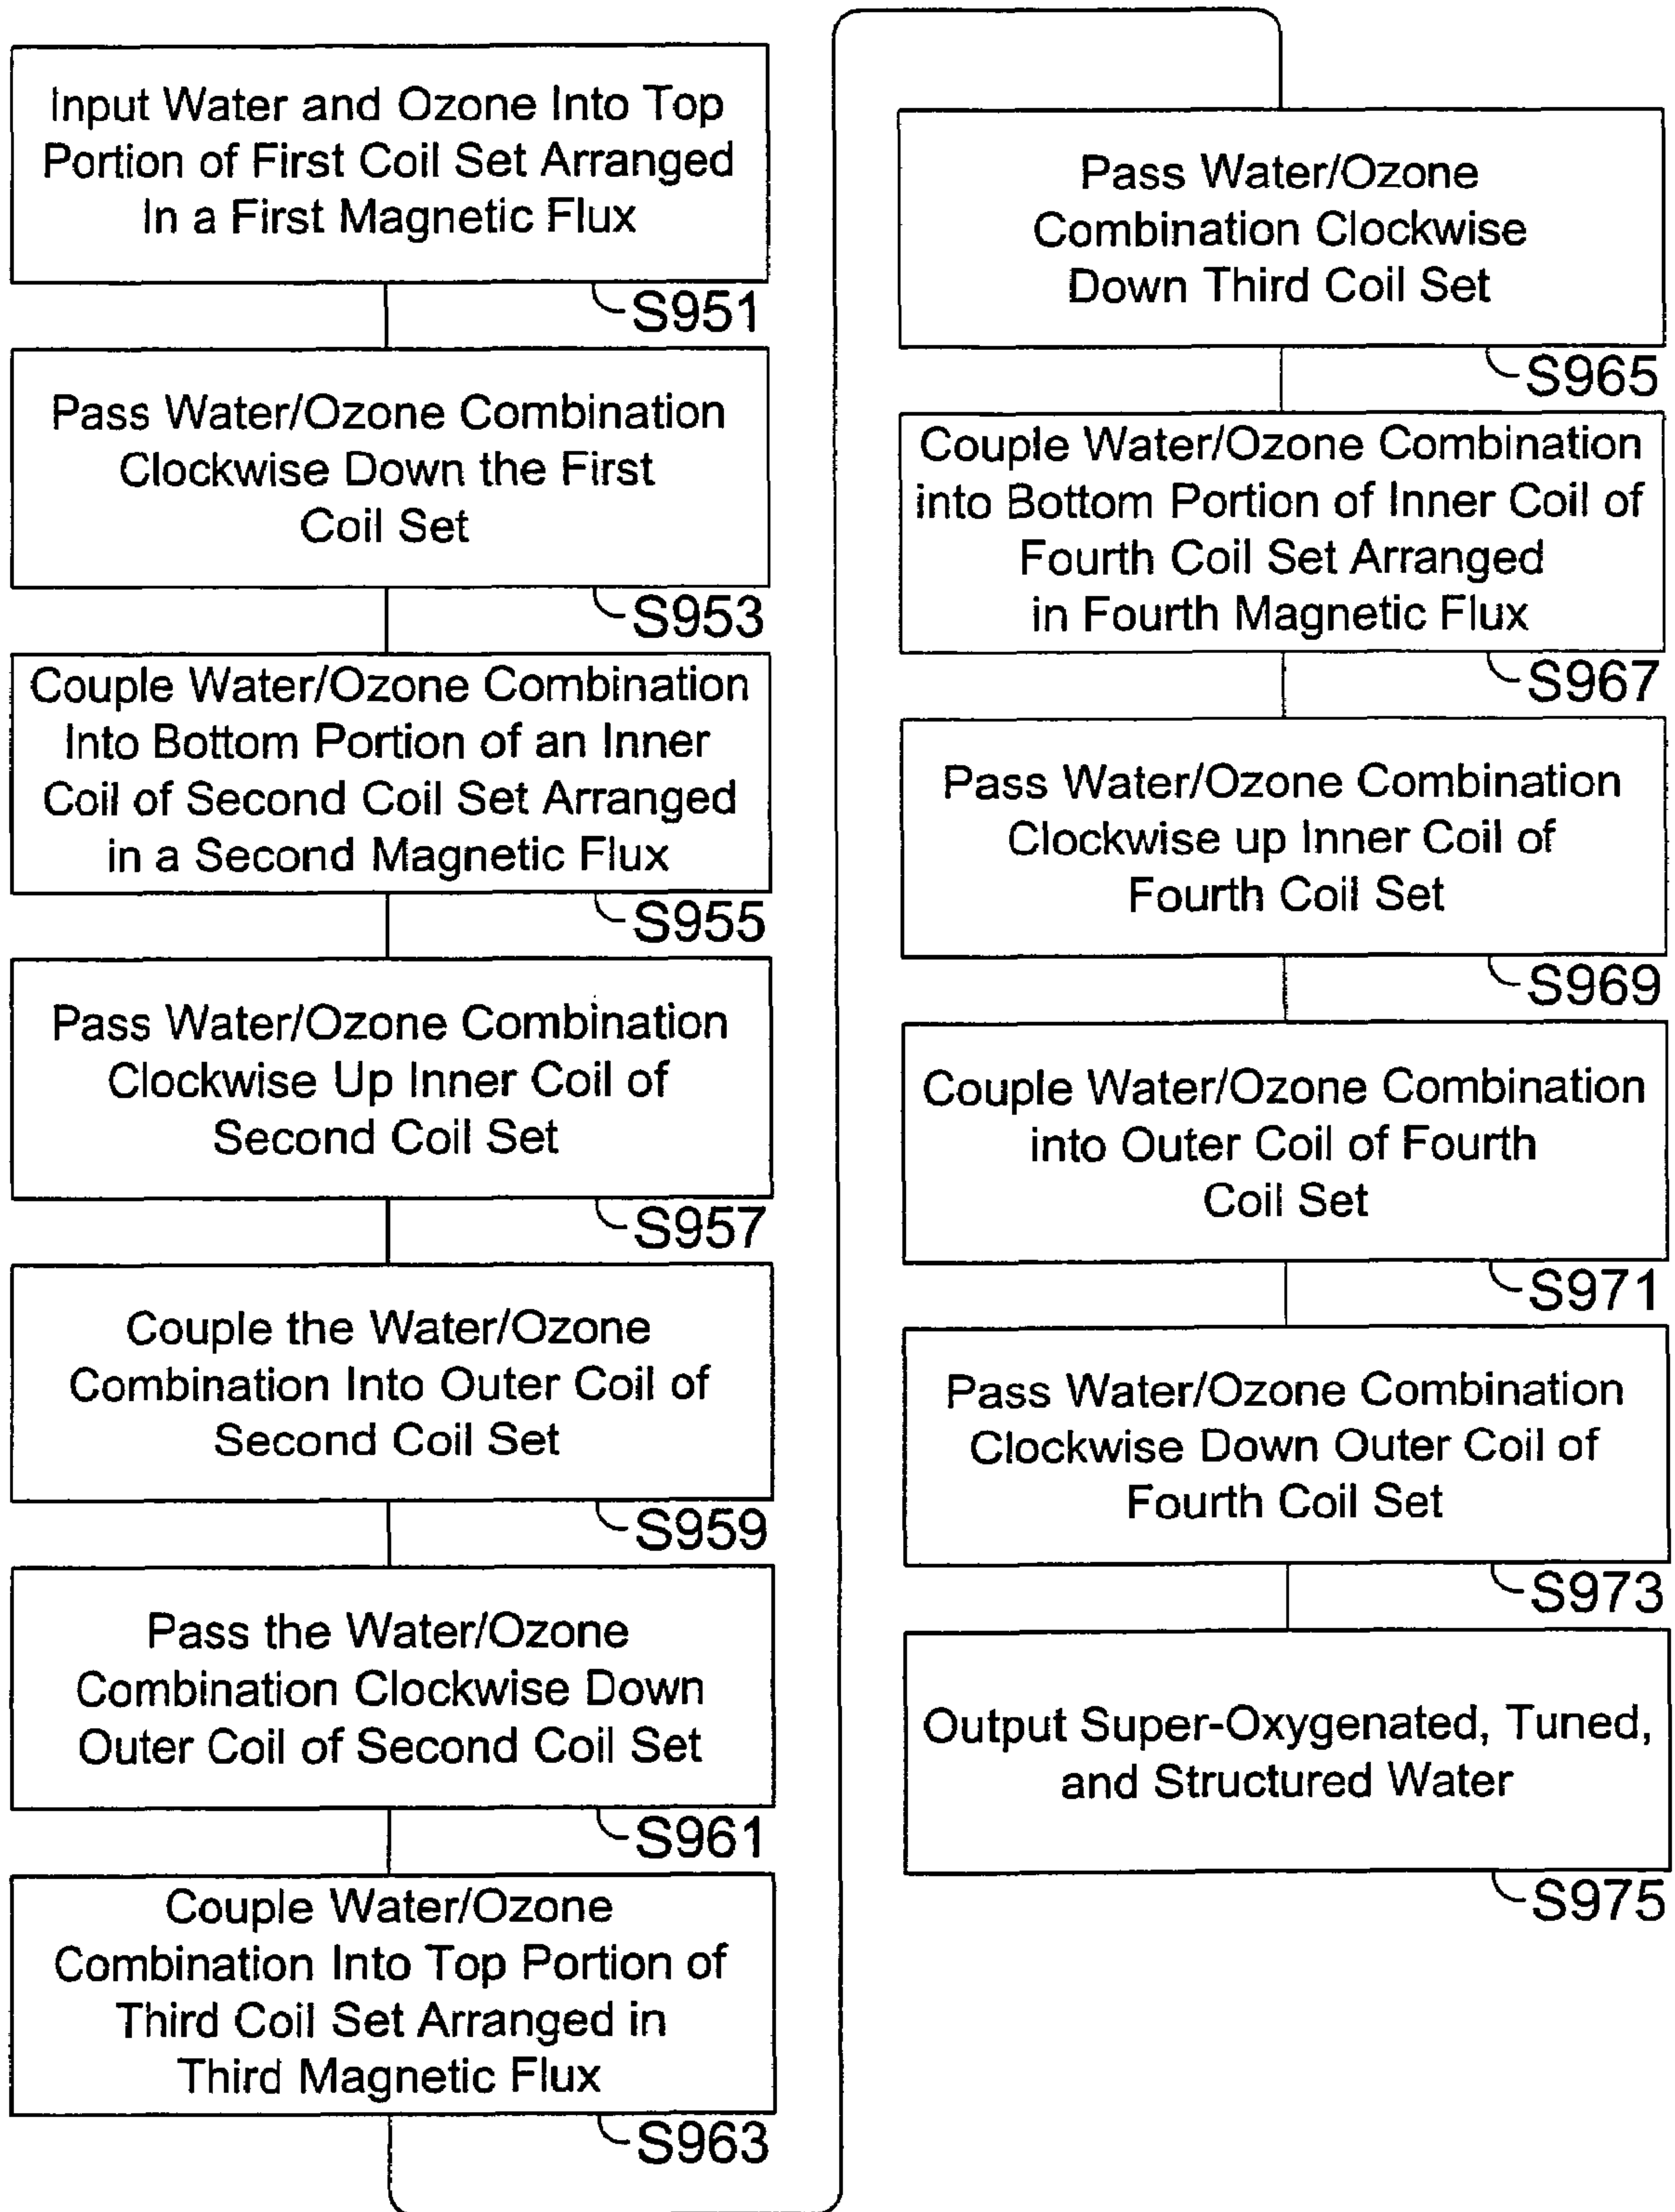 Input Water and Ozone Into Top
Portion of First Coil Set Arranged
In a First Magnetic Flux
S951
Pass Water/Ozone Combination
Clockwise Down the First
Coil Set
S953
Couple Water/Ozone Combination
Into Bottom Portion of an Inner
Coil of Second Coil Set Arranged
in a Second Magnetic Flux
S955
Pass Water/Ozone Combination
Clockwise Up Inner Coil of
Second Coil Set
S957
Couple the Water/Ozone
Combination Into Outer Coil of
Second Coil Set
S959
Pass the Water/Ozone
Combination Clockwise Down
Outer Coil of Second Coil Set
S961
Couple Water/Ozone
Combination Into Top Portion of
Third Coil Set Arranged in
Third Magnetic Flux
S963
Pass Water/Ozone
Combination Clockwise
Down Third Coil Set
S965
Couple Water/Ozone Combination
into Bottom Portion of Inner Coil of
Fourth Coil Set Arranged
in Fourth Magnetic Flux
S967
Pass Water/Ozone Combination
Clockwise up Inner Coil of
Fourth Coil Set
S969
Couple Water/Ozone Combination
into Outer Coil of Fourth
Coil Set
S971
Pass Water/Ozone Combination
Clockwise Down Outer Coil of
Fourth Coil Set
S973
Output Super-Oxygenated, Tuned,
and Structured Water
S975